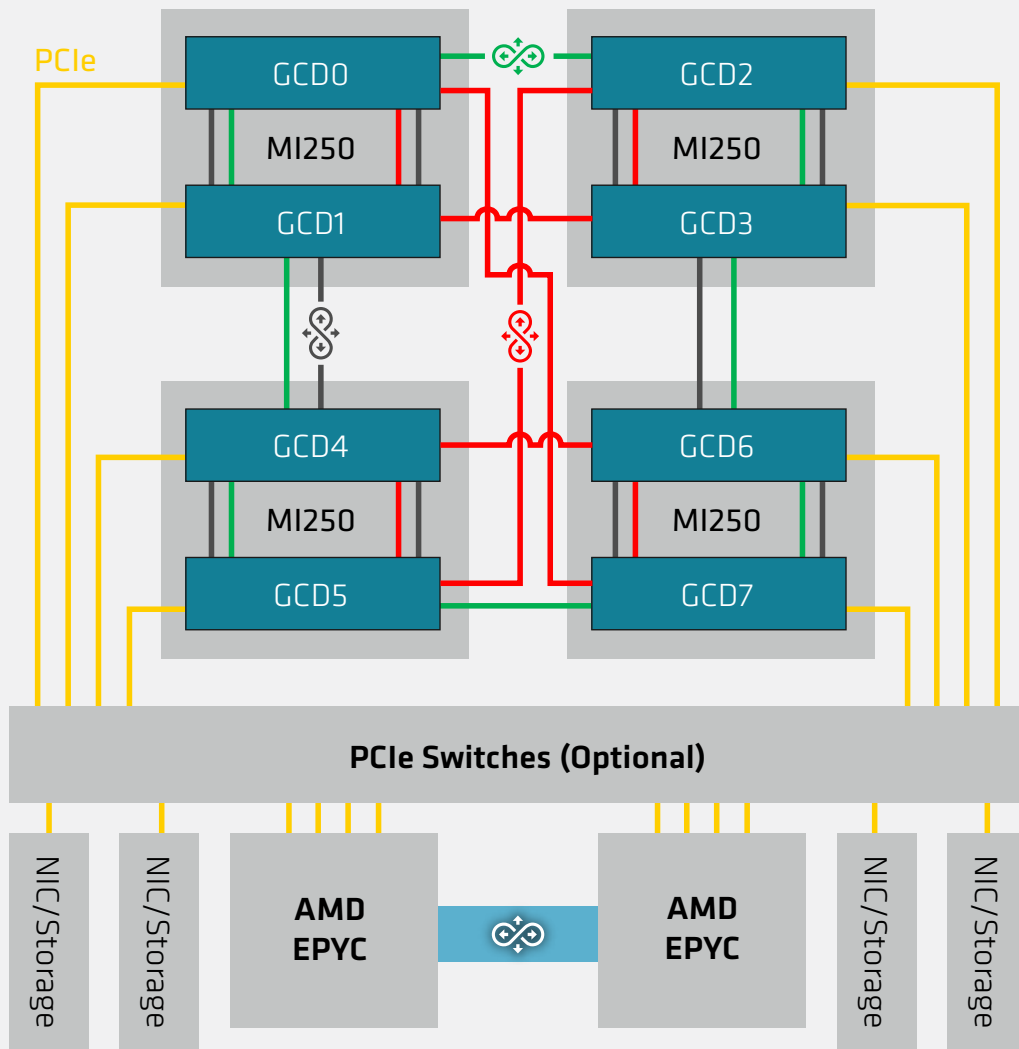 PCIe
GCD0
MI250
GCD1
GCD2
MI250
GCD3
GCD4
MI250
GCD5
GCD6
MI250
GCD7
PCIe Switches (Optional)
NIC/Storage
NIC/Storage
AMD
EPYC
AMD
EPYC
NIC/Storage
NIC/Storage